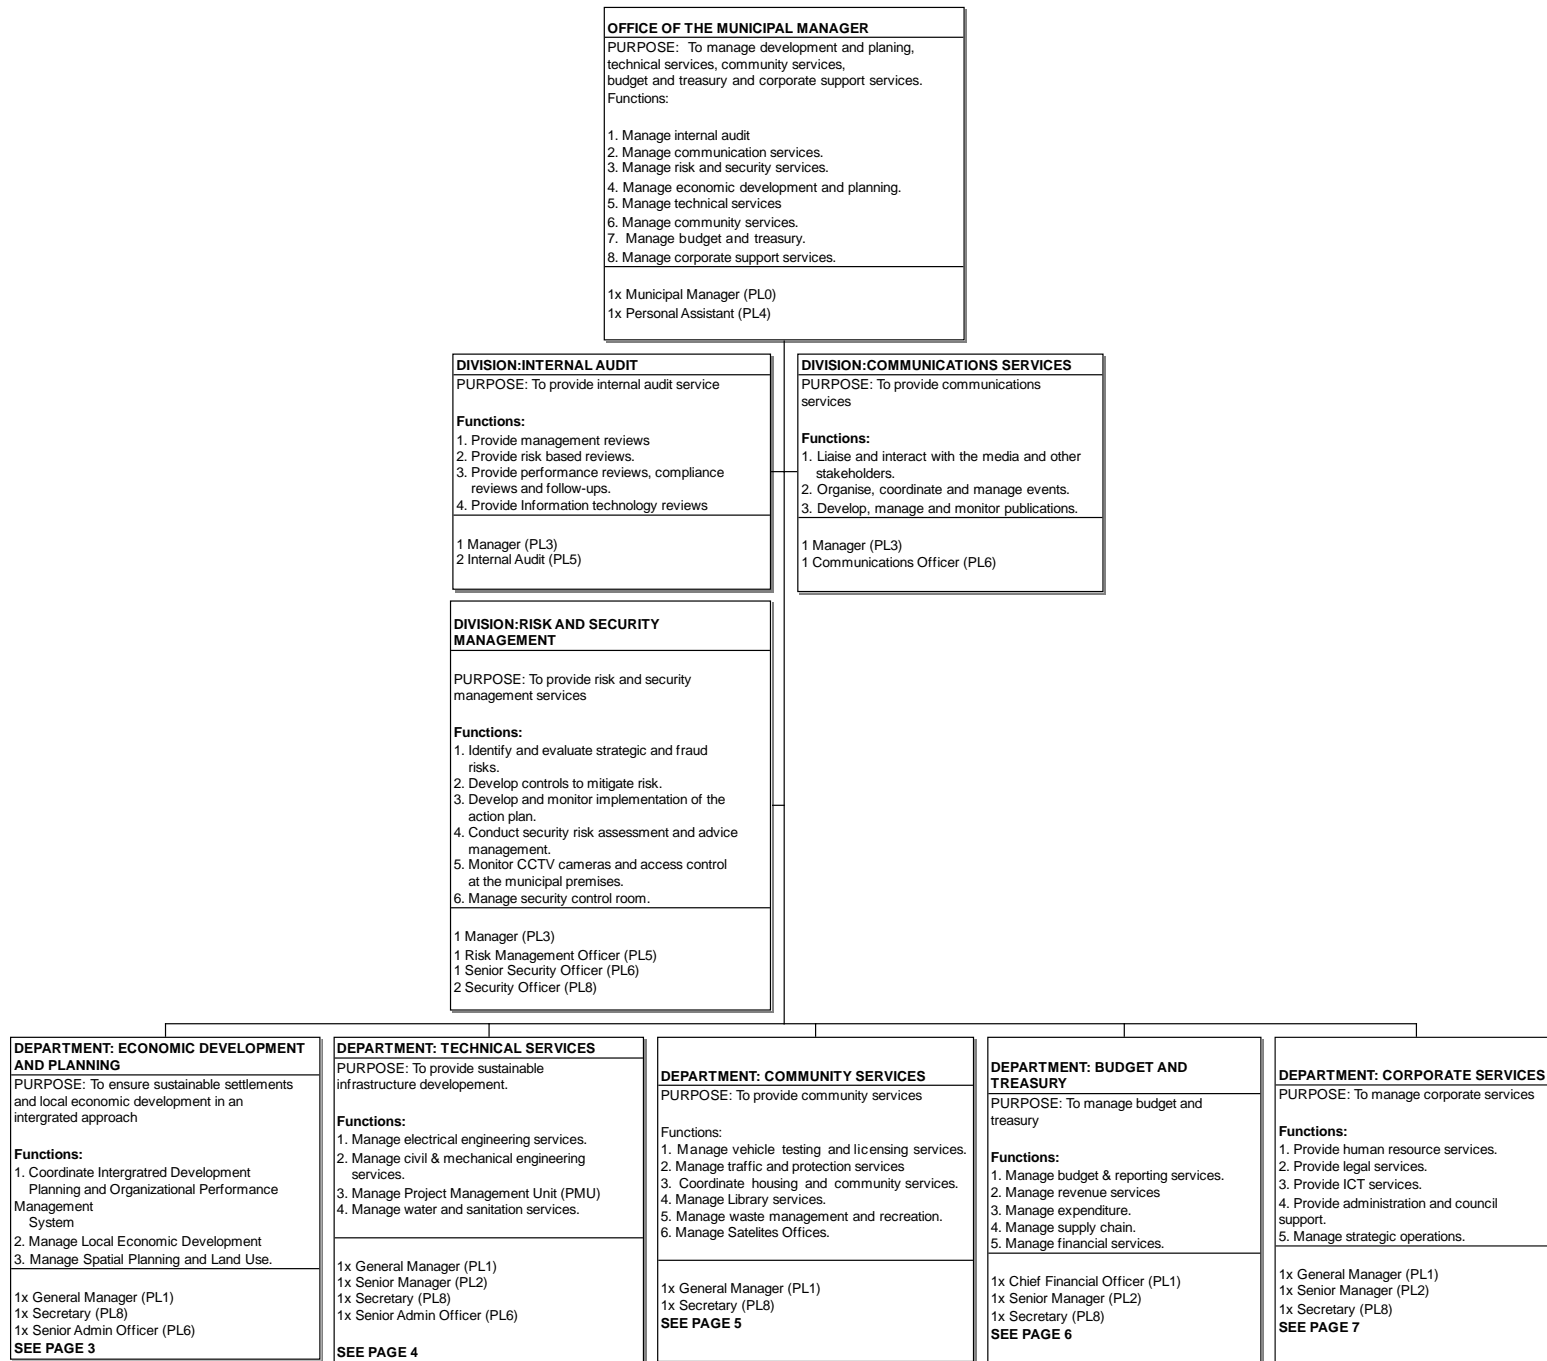 OFFICE OF THE MUNICIPAL MANAGER
PURPOSE: To manage development and planing,
technical services, community services,
budget and treasury and corporate support services.
Functions:
1. Manage internal audit
2. Manage communication services.
3. Manage risk and security services.
4. Manage economic development and planning.
5. Manage technical services
6. Manage community services.
7. Manage budget and treasury.
8. Manage corporate support services.
1x Municipal Manager (PL0)
1x Personal Assistant (PL4)
DIVISION:INTERNAL AUDIT
PURPOSE: To provide internal audit service
Functions:
1. Provide management reviews
2. Provide risk based reviews.
3. Provide performance reviews, compliance
reviews and follow-ups.
4. Provide Information technology reviews
1 Manager (PL3)
2 Internal Audit (PL5)
DIVISION:COMMUNICATIONS SERVICES
PURPOSE: To provide communications
services
Functions:
1. Liaise and interact with the media and other
stakeholders.
2. Organise, coordinate and manage events.
3. Develop, manage and monitor publications.
1 Manager (PL3)
1 Communications Officer (PL6)
DIVISION:RISK AND SECURITY
MANAGEMENT
PURPOSE: To provide risk and security
management services
Functions:
1. Identify and evaluate strategic and fraud
risks.
2. Develop controls to mitigate risk.
3. Develop and monitor implementation of the
action plan.
4. Conduct security risk assessment and advice
management.
5. Monitor CCTV cameras and access control
at the municipal premises.
6. Manage security control room.
1 Manager (PL3)
1 Risk Management Officer (PL5)
1 Senior Security Officer (PL6)
2 Security Officer (PL8)
DEPARTMENT: ECONOMIC DEVELOPMENT
AND PLANNING
PURPOSE: To ensure sustainable settlements
and local economic development in an
intergrated approach
Functions:
1. Coordinate Intergratred Development
Planning and Organizational Performance
Management
System
2. Manage Local Economic Development
3. Manage Spatial Planning and Land Use.
1x General Manager (PL1)
1x Secretary (PL8)
1x Senior Admin Officer (PL6)
SEE PAGE 3
DEPARTMENT: TECHNICAL SERVICES
PURPOSE: To provide sustainable
infrastructure developement.
Functions:
1. Manage electrical engineering services.
2. Manage civil & mechanical engineering
services.
3. Manage Project Management Unit (PMU)
4. Manage water and sanitation services.
1x General Manager (PL1)
1x Senior Manager (PL2)
1x Secretary (PL8)
1x Senior Admin Officer (PL6)
SEE PAGE 4
DEPARTMENT: COMMUNITY SERVICES
PURPOSE: To provide community services
Functions:
1. Manage vehicle testing and licensing services.
2. Manage traffic and protection services
3. Coordinate housing and community services.
4. Manage Library services.
5. Manage waste management and recreation.
6. Manage Satelites Offices.
1x General Manager (PL1)
1x Secretary (PL8)
SEE PAGE 5
DEPARTMENT: BUDGET AND
TREASURY
PURPOSE: To manage budget and
treasury
Functions:
1. Manage budget & reporting services.
2. Manage revenue services
3. Manage expenditure.
4. Manage supply chain.
5. Manage financial services.
1x Chief Financial Officer (PL1)
1x Senior Manager (PL2)
1x Secretary (PL8)
SEE PAGE 6
DEPARTMENT: CORPORATE SERVICES
PURPOSE: To manage corporate services
Functions:
1. Provide human resource services.
2. Provide legal services.
3. Provide ICT services.
4. Provide administration and council
support.
5. Manage strategic operations.
1x General Manager (PL1)
1x Senior Manager (PL2)
1x Secretary (PL8)
SEE PAGE 7